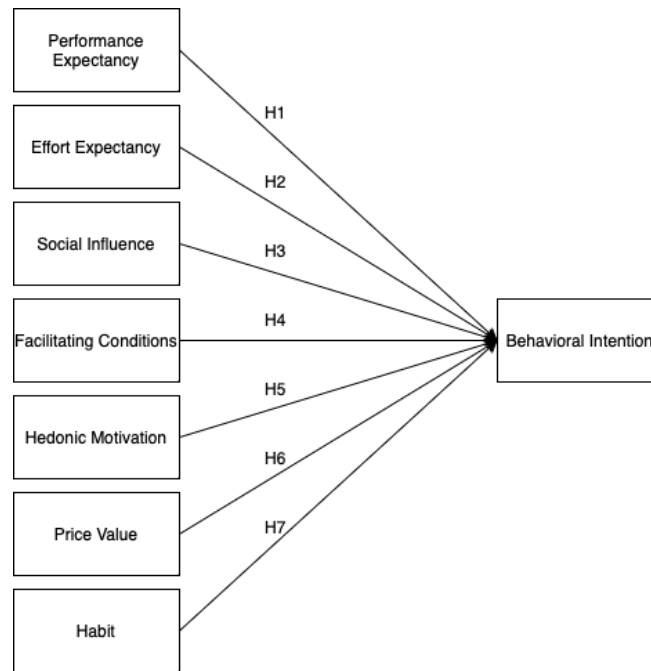 Performance
Expectancy
H1
Effort Expectancy
H2
Social Influence
H3
Facilitating Conditions
H4
Behavioral Intention
Hedonic Motivation
H5
H6
Price Value
H7
Habit